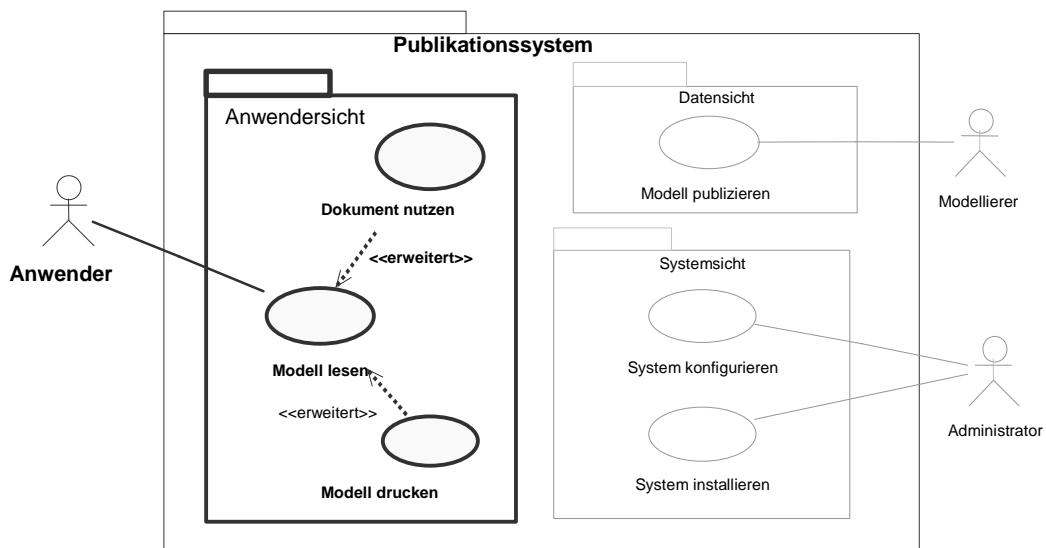 Publikationssystem
Anwendersicht
Dokument nutzen
<<erweitert>>
Anwender
Modell lesen
<<erweitert>>
Modell drucken
Datensicht
Modell publizieren
Modellierer
Systemsicht
System konfigurieren
Administrator
System installieren